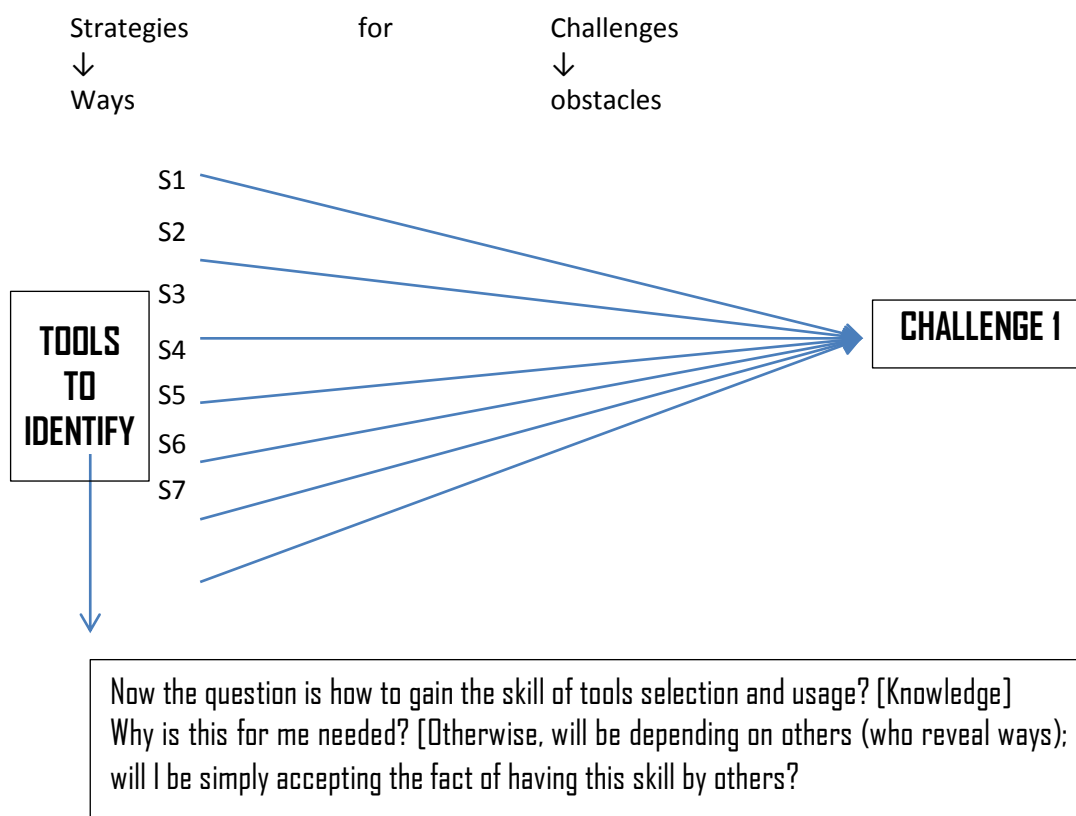 Strategies for Challenges
↓ ↓
Ways obstacles
S1
S2
S3
S4
S5
S6
S7
TOOLS
TO
IDENTIFY
CHALLENGE 1
Now the question is how to gain the skill of tools selection and usage? [Knowledge]
Why is this for me needed? [Otherwise, will be depending on others (who reveal ways);
will I be simply accepting the fact of having this skill by others?